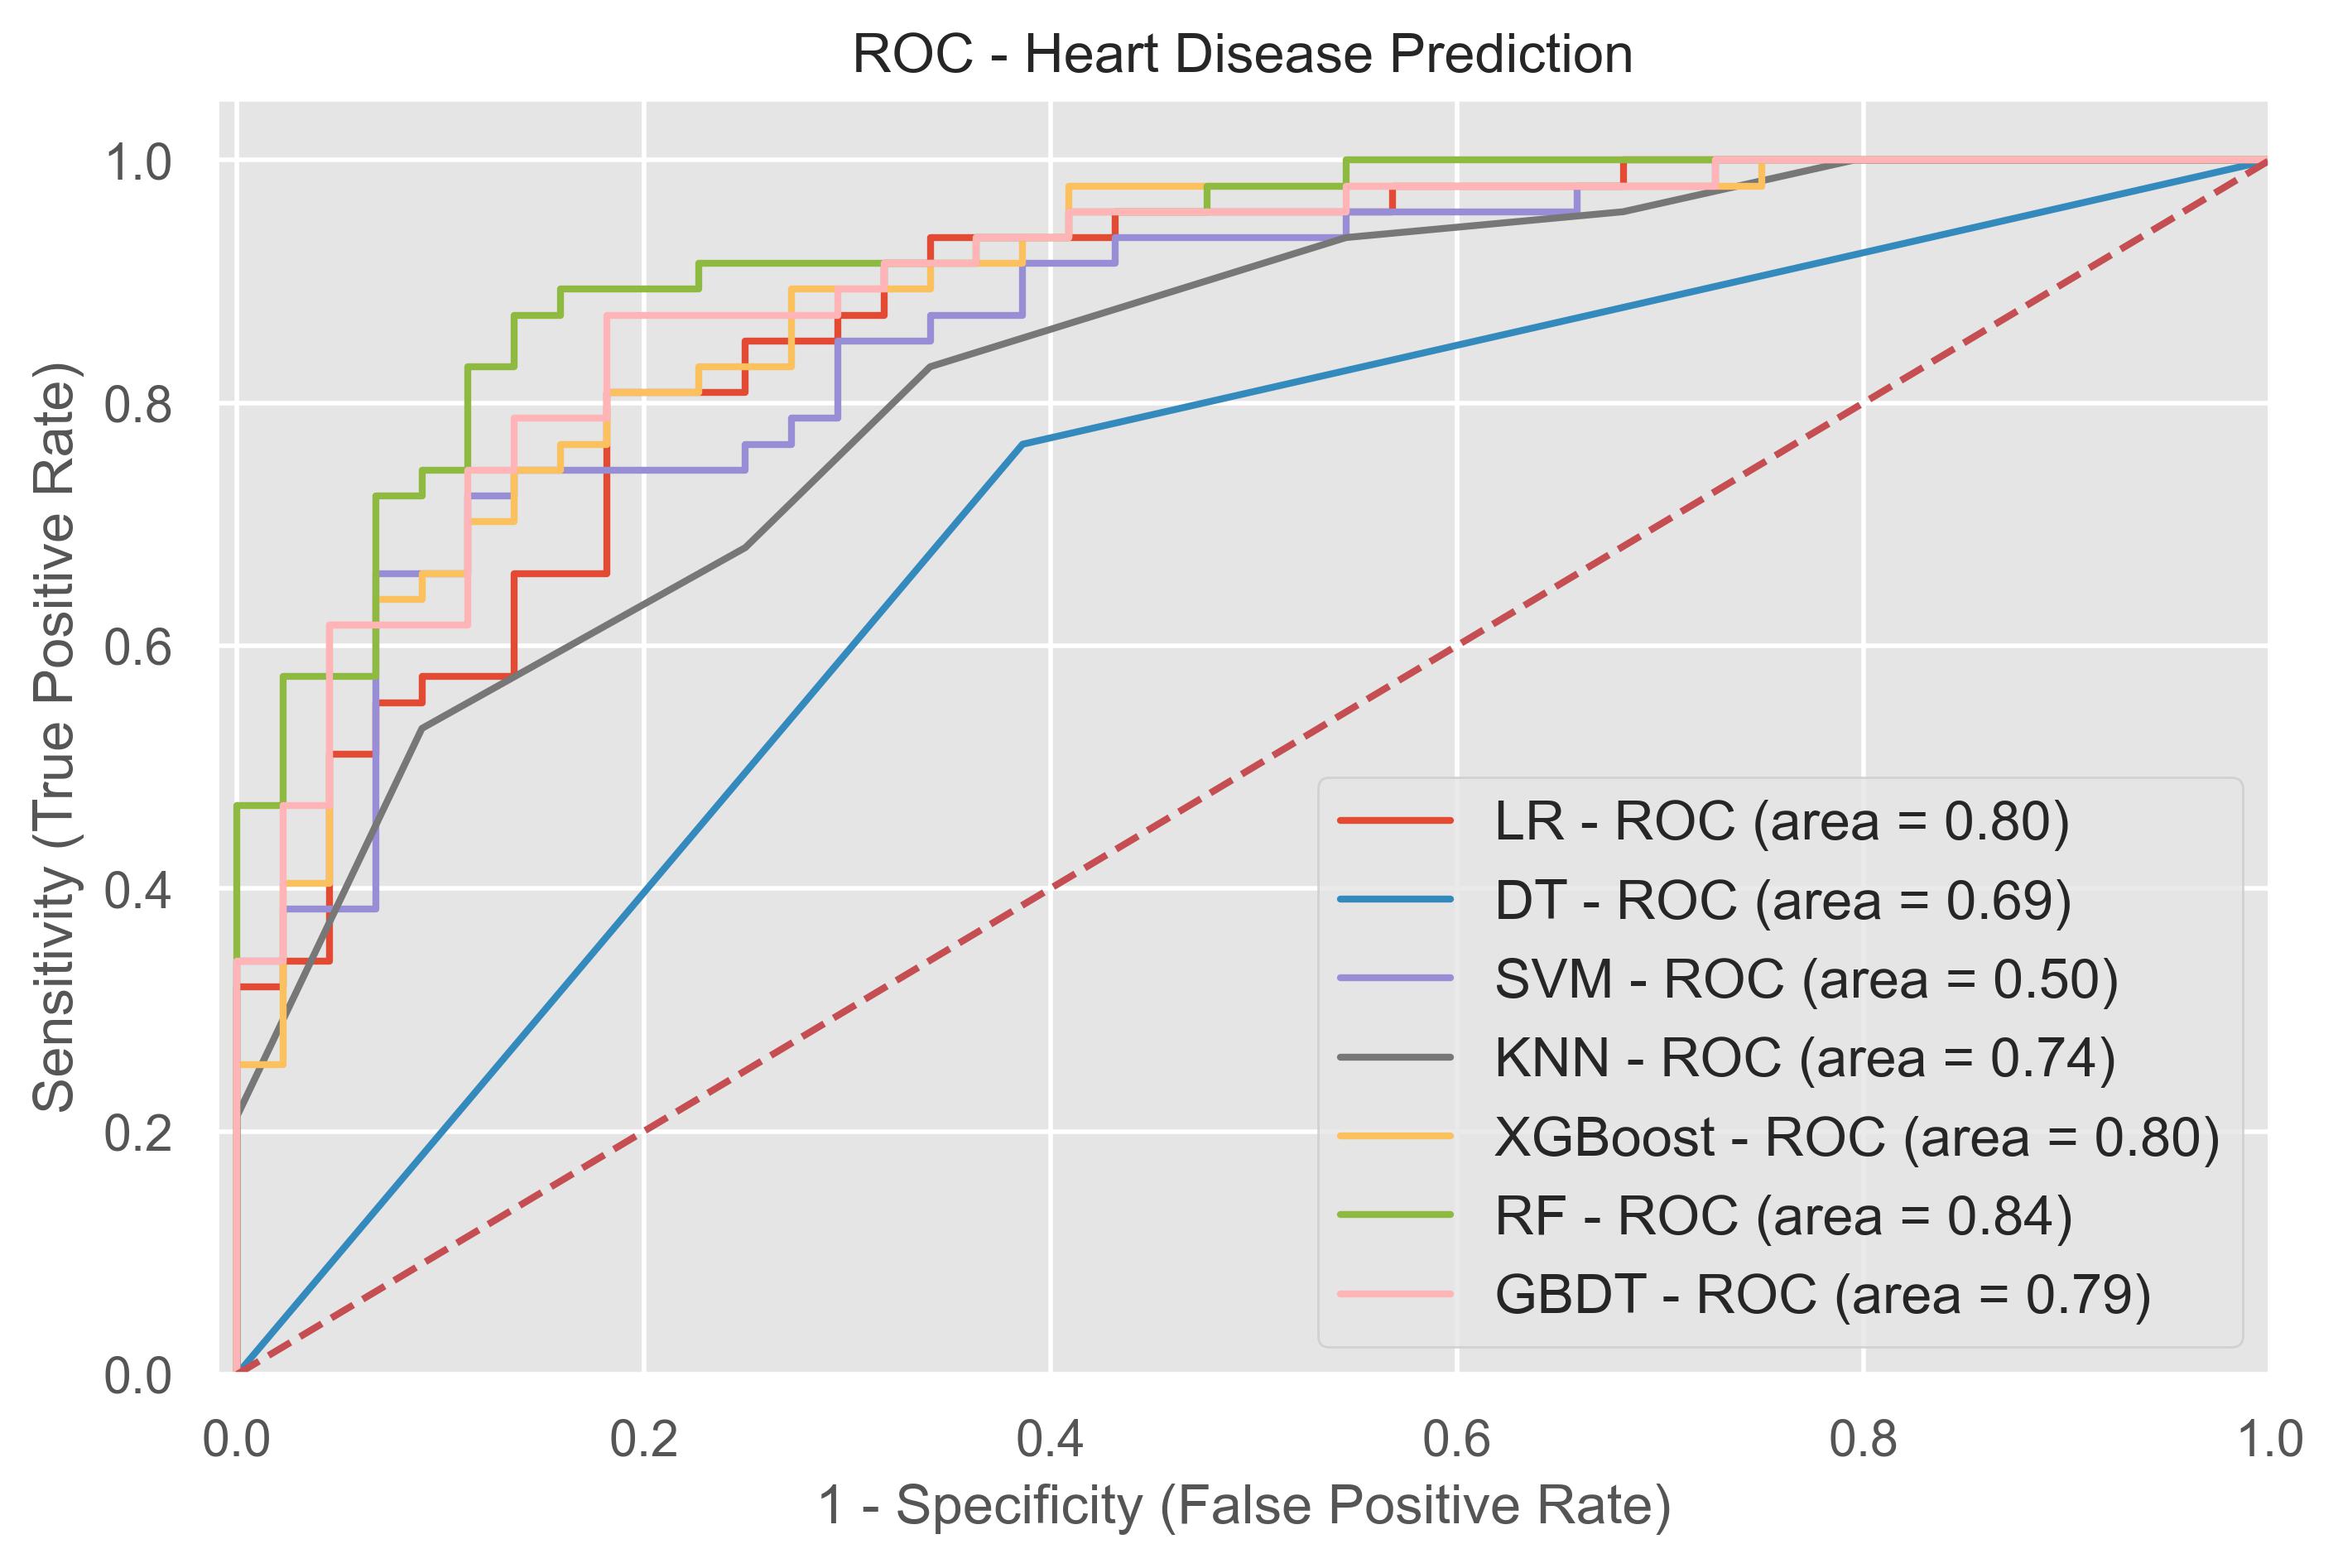 ROC - Heart Disease Prediction
Sensitivity (True Positive Rate)
1.0
0.8
0.6
0.4
0.2
0.0
LR - ROC (area = 0.80)
DT - ROC (area = 0.69)
SVM - ROC (area = 0.50)
KNN - ROC (area = 0.74)
XGBoost - ROC (area = 0.80)
RF - ROC (area = 0.84)
GBDT - ROC (area = 0.79)
0.0 0.2 0.4 0.6 0.8 1.0
1 - Specificity (False Positive Rate)